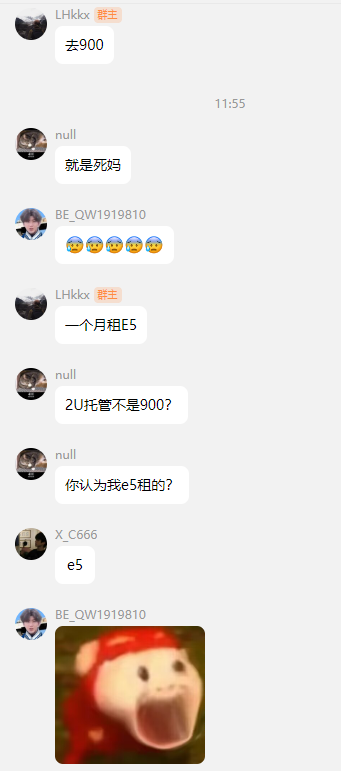 LHkkx 群主
去900
11:55
null
就是死妈
BE_QW1919810
😰😰😰😰😰
LHkkx 群主
一个月租E5
null
2U托管不是900?
null
你认为我e5租的?
X_C666
e5
BE_QW1919810